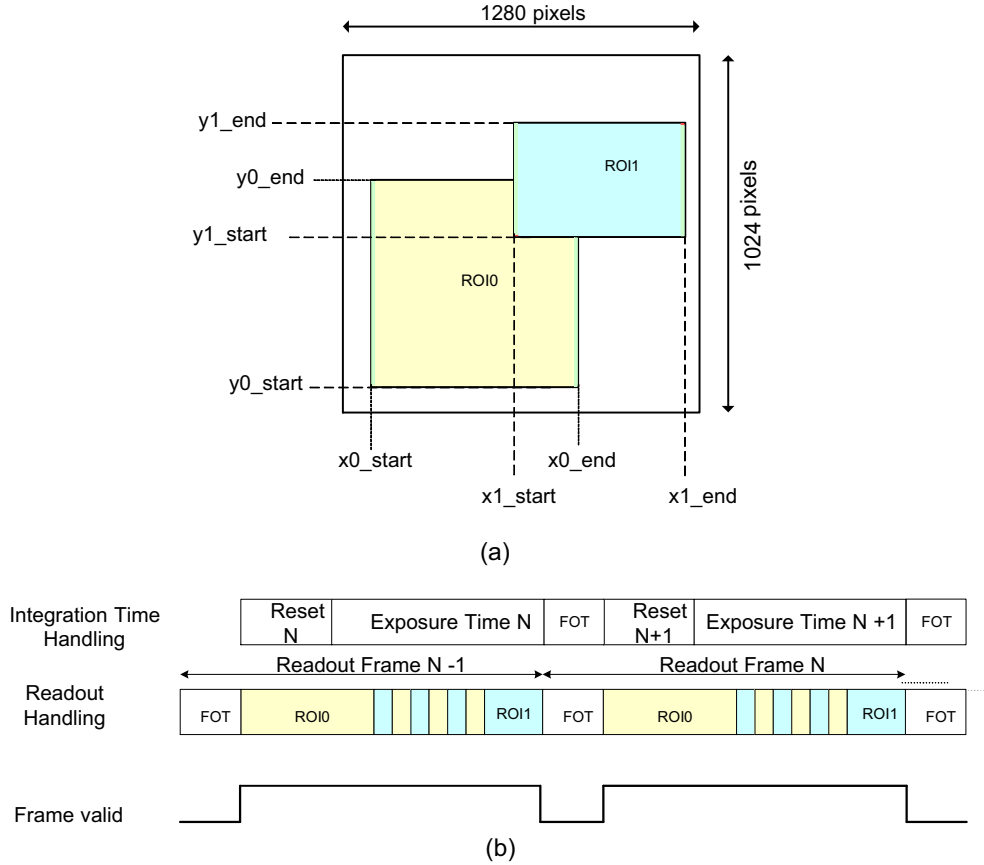 1280 pixels
y1_end
ROI1
y0_end
1024 pixels
y1_start
ROI0
y0_start
x0_start
x0_end
x1_start
x1_end
(a)
Integration Time
Handling
Reset
N
Exposure Time N
FOT
Reset
N+1
Exposure Time N +1
FOT
Readout Frame N -1
Readout Frame N
Readout
Handling
FOT
ROI0
ROI1
FOT
ROI0
ROI1
FOT
Frame valid
(b)